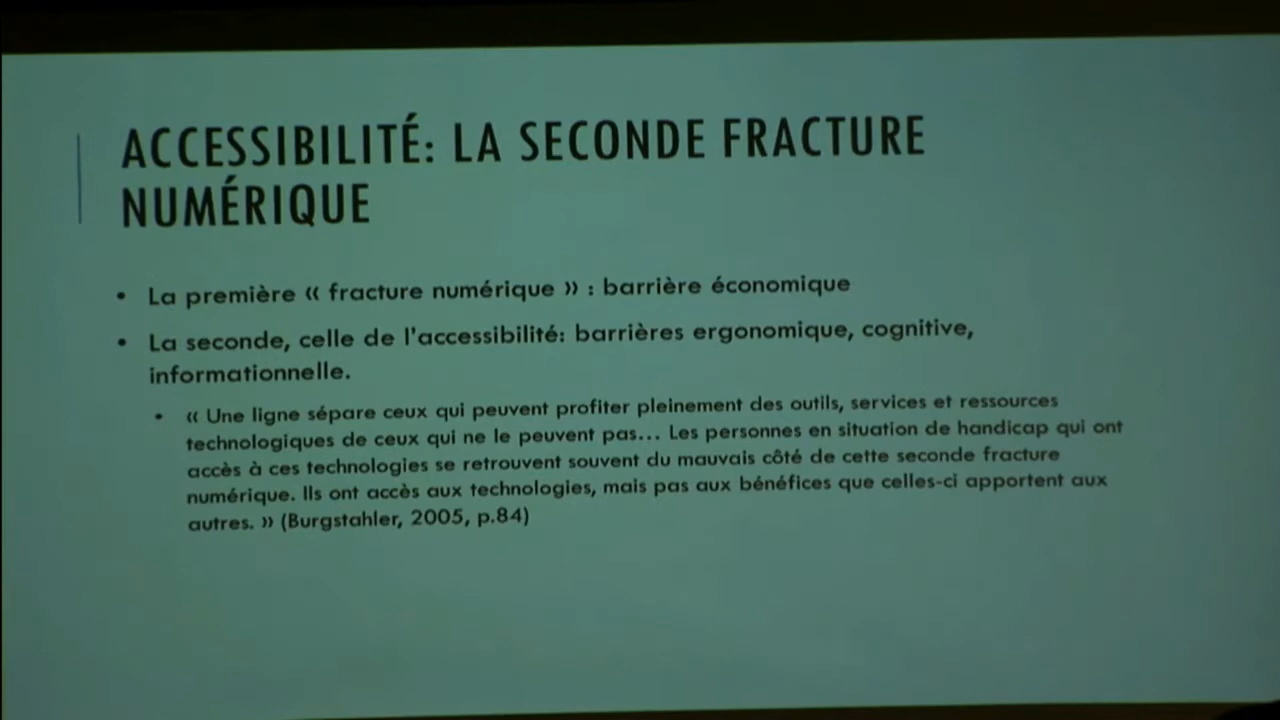 ACCESSIBILITÉ: LA SECONDE FRACTURE
NUMÉRIQUE
• La première « fracture numérique » : barrière économique
• La seconde, celle de l'accessibilité: barrières ergonomique, cognitive,
informationnelle.
• « Une ligne sépare ceux qui peuvent profiter pleinement des outils, services et ressources
technologiques de ceux qui ne le peuvent pas... Les personnes en situation de handicap qui ont
accès à ces technologies se retrouvent souvent du mauvais côté de cette seconde fracture
numérique. Ils ont accès aux technologies, mais pas aux bénéfices que celles-ci apportent aux
autres. » (Burgstahler, 2005, p.84)